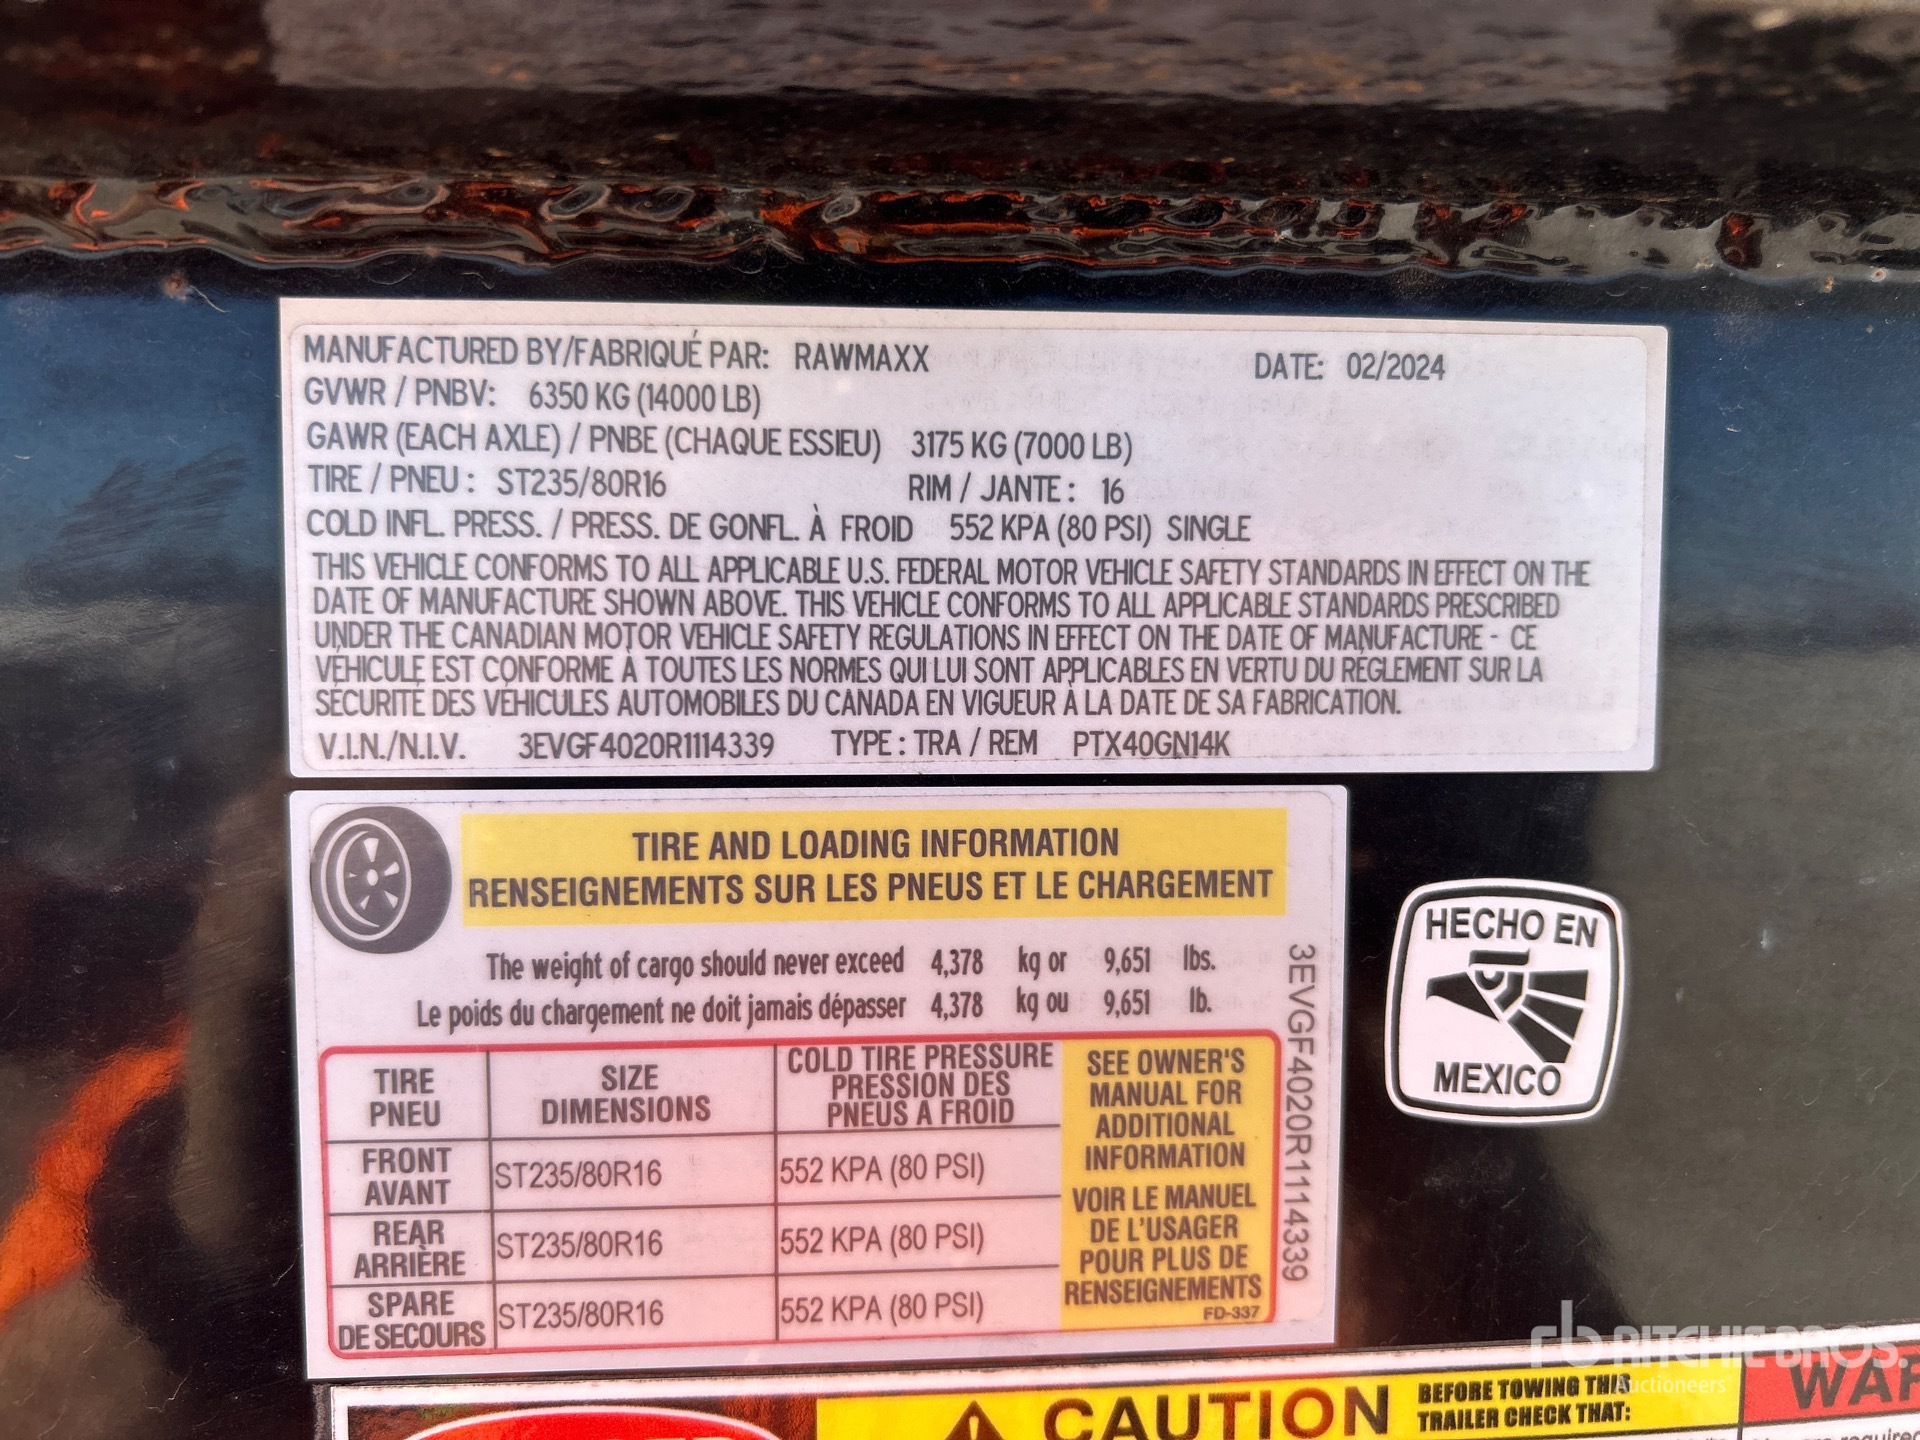 MANUFACTURED BY/FABRIQUÉ PAR: RAWMAXX DATE: 02/2024
GVWR / PNBV: 6350 KG (14000 LB)
GAWR (EACH AXLE) / PNBE (CHAQUE ESSIEU) 3175 KG (7000 LB)
TIRE / PNEU : ST235/80R16 RIM / JANTE : 16
COLD INFL. PRESS. / PRESS. DE GONFL. À FROID 552 KPA (80 PSI) SINGLE
THIS VEHICLE CONFORMS TO ALL APPLICABLE U.S. FEDERAL MOTOR VEHICLE SAFETY STANDARDS IN EFFECT ON THE
DATE OF MANUFACTURE SHOWN ABOVE. THIS VEHICLE CONFORMS TO ALL APPLICABLE STANDARDS PRESCRIBED
UNDER THE CANADIAN MOTOR VEHICLE SAFETY REGULATIONS IN EFFECT ON THE DATE OF MANUFACTURE - CE
VÉHICULE EST CONFORME À TOUTES LES NORMES QUI LUI SONT APPLICABLES EN VERTU DU RÈGLEMENT SUR LA
SÉCURITÉ DES VÉHICULES AUTOMOBILES DU CANADA EN VIGUEUR À LA DATE DE SA FABRICATION.
V.I.N./N.I.V. 3EVGF4020R1114339 TYPE : TRA / REM PTX40GN14K
TIRE AND LOADING INFORMATION
RENSEIGNEMENTS SUR LES PNEUS ET LE CHARGEMENT
The weight of cargo should never exceed 4,378 kg or 9,651 lbs.
Le poids du chargement ne doit jamais dépasser 4,378 kg ou 9,651 lb.
TIRE
PNEU
SIZE
DIMENSIONS
COLD TIRE PRESSURE
PRESSION DES
PNEUS A FROID
FRONT
AVANT
ST235/80R16
552 KPA (80 PSI)
REAR
ARRIÈRE
ST235/80R16
552 KPA (80 PSI)
SPARE
DE SECOURS
ST235/80R16
552 KPA (80 PSI)
SEE OWNER'S
MANUAL FOR
ADDITIONAL
INFORMATION
VOIR LE MANUEL
DE L'USAGER
POUR PLUS DE
RENSEIGNEMENTS
FD-337
3EVGF4020R1114339
HECHO EN
MEXICO
CAUTION
BEFORE TOWING THIS
TRAILER CHECK THAT:
rb RITCHIE BROS.
Auctioneers